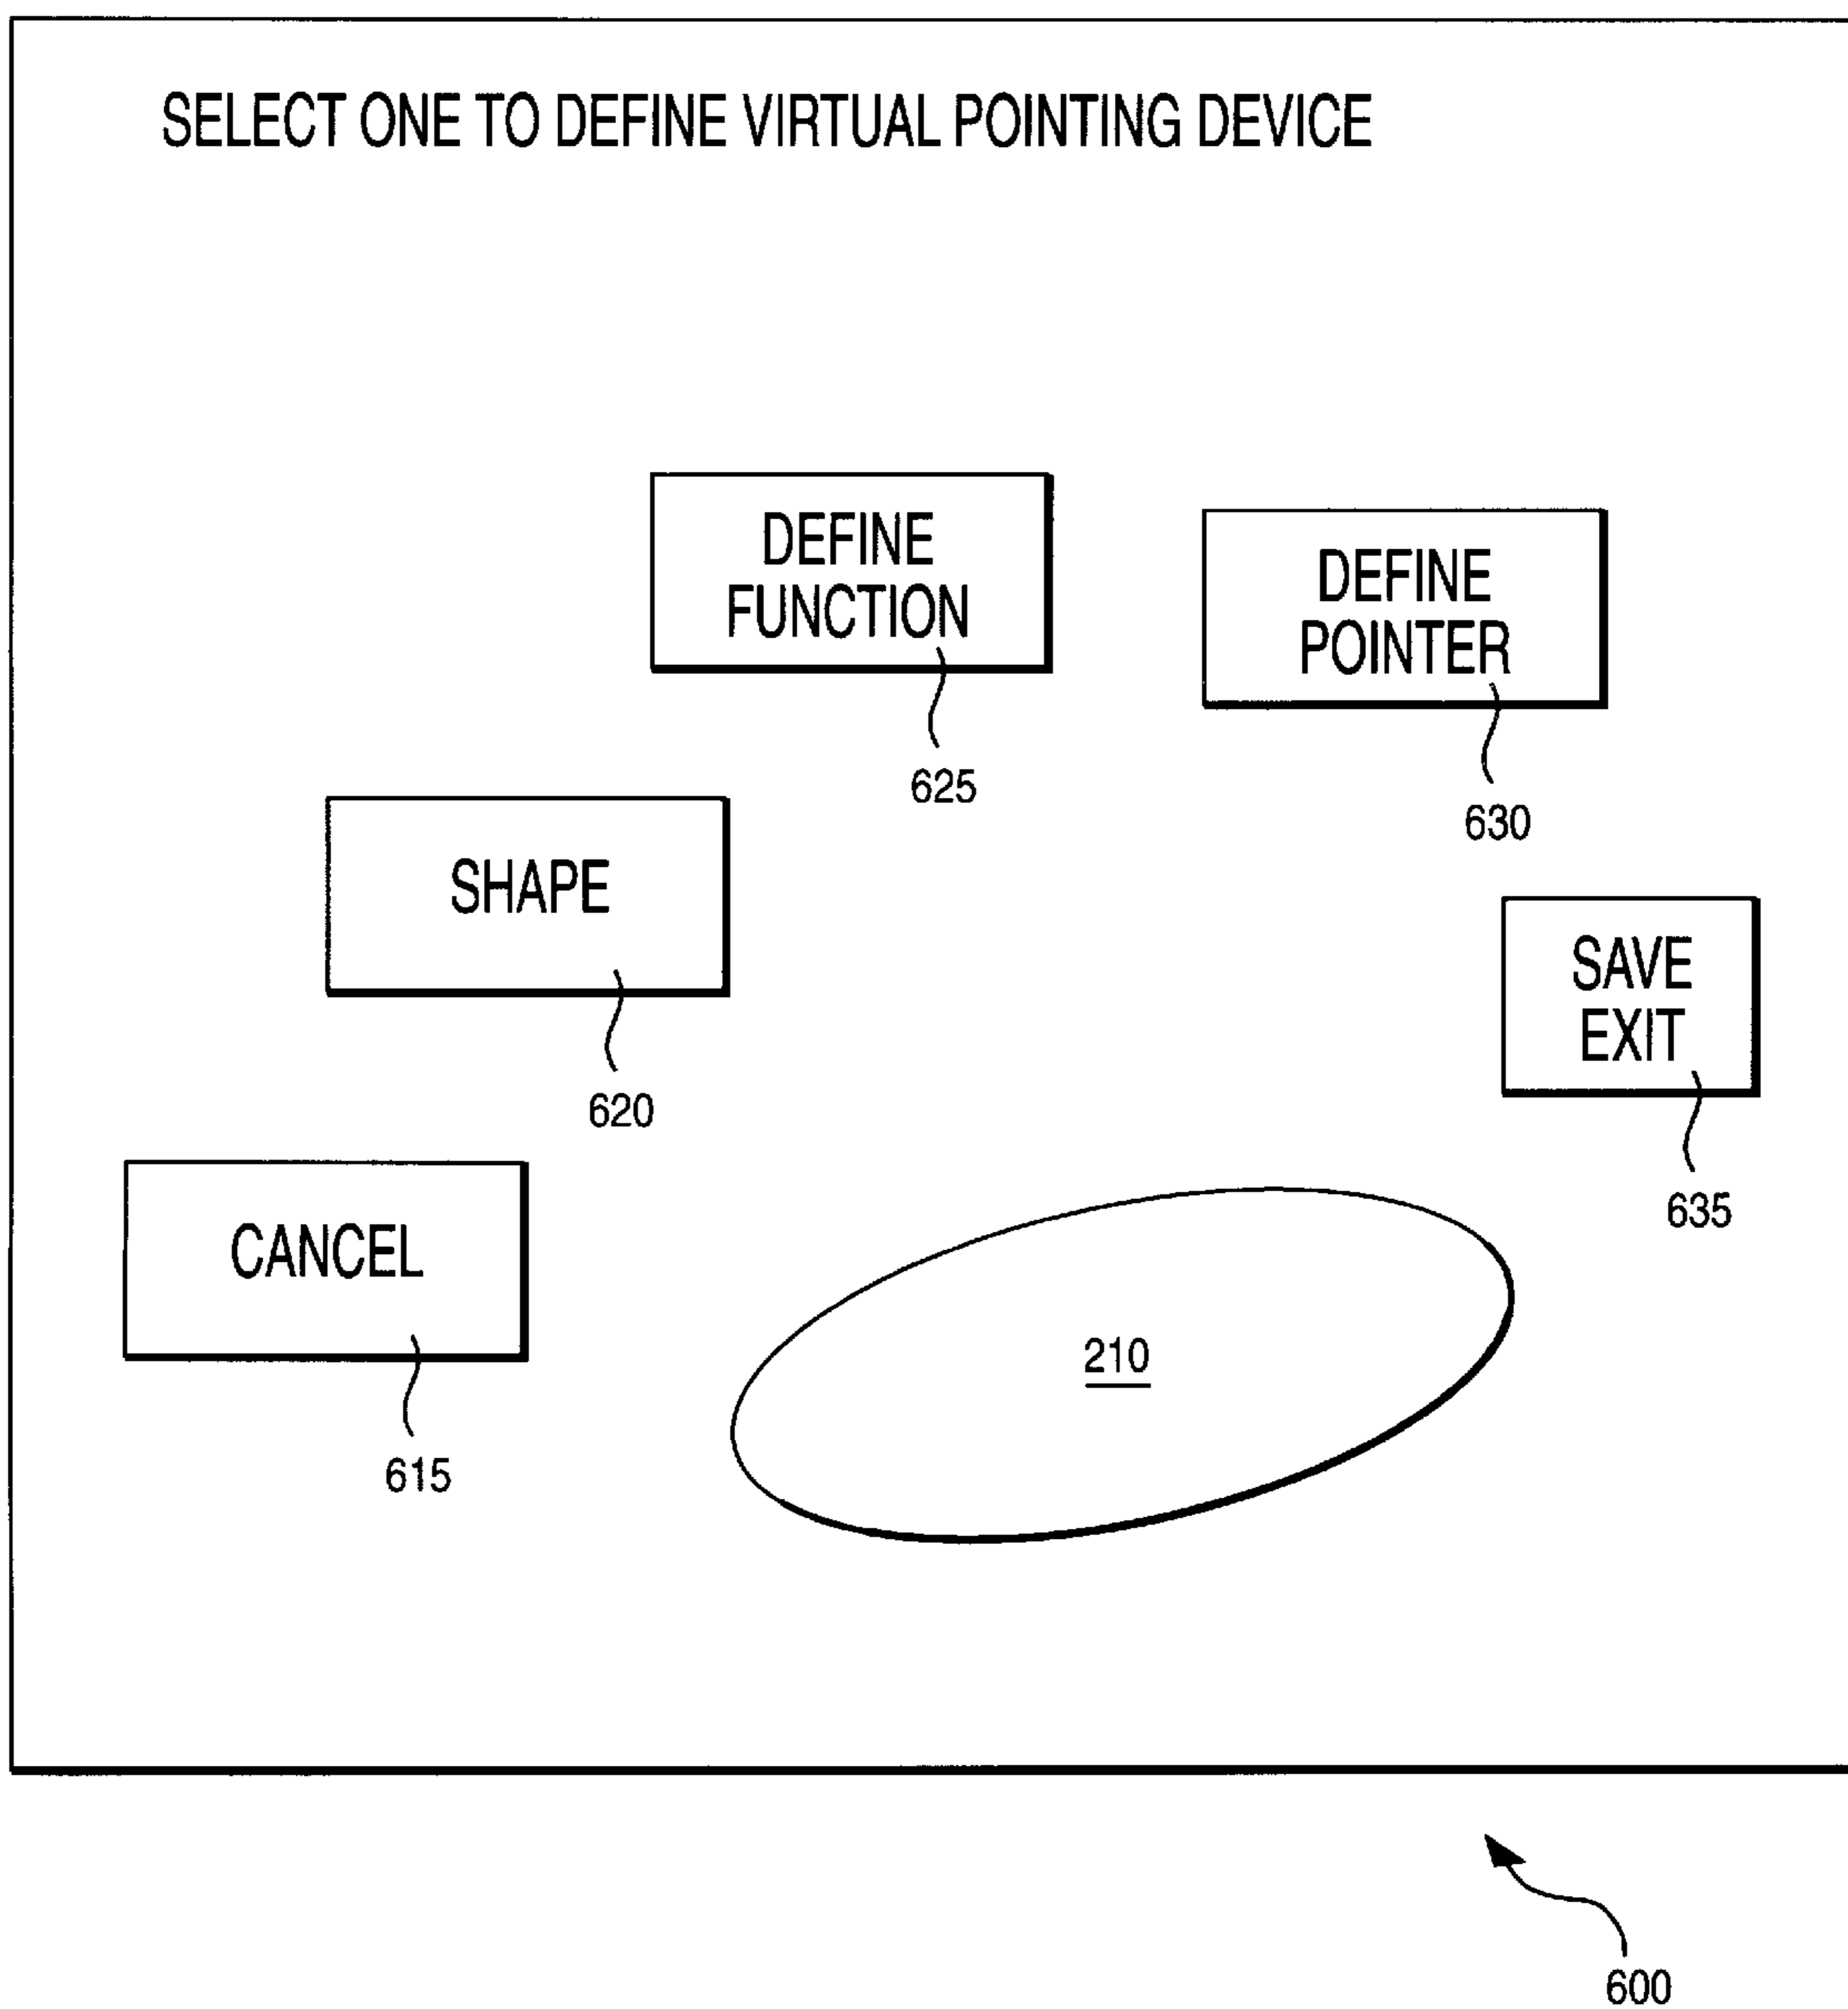 SELECT ONE TO DEFINE VIRTUAL POINTING DEVICE
DEFINE
FUNCTION
625
DEFINE
POINTER
630
SHAPE
620
SAVE
EXIT
635
CANCEL
615
210
600